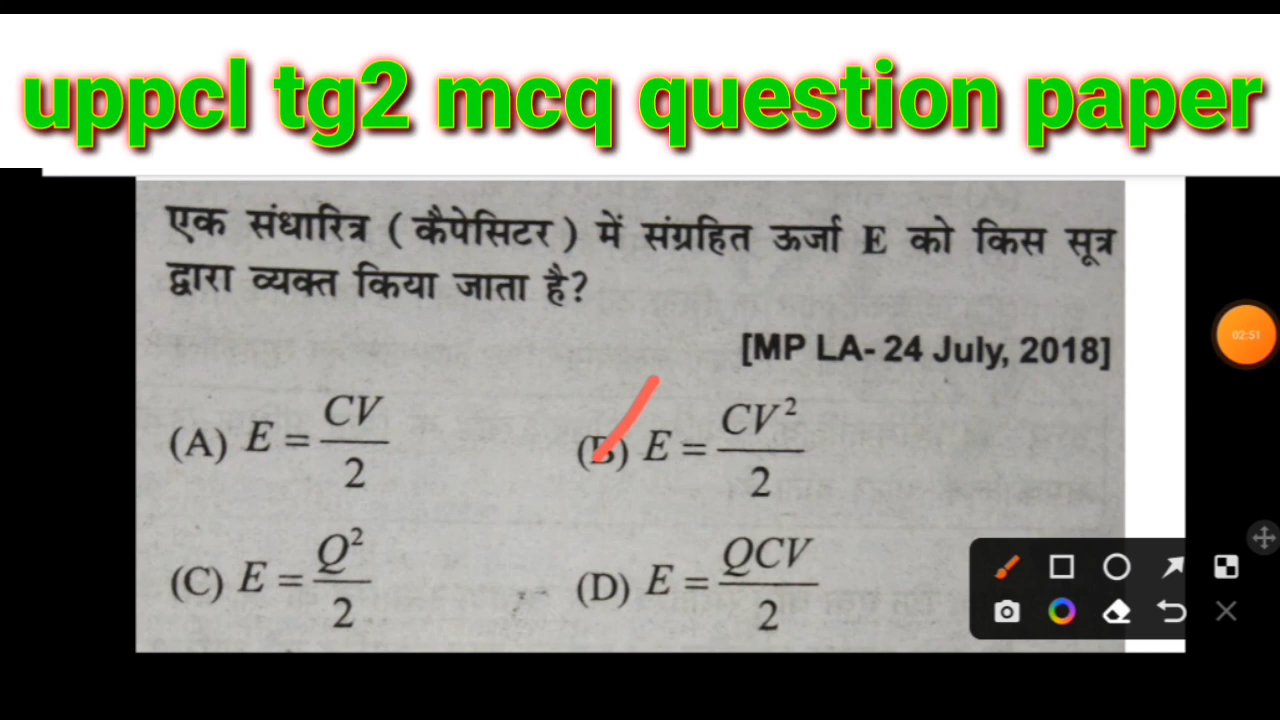 uppcl tg2 mcq question paper
एक संधारित्र ( कैपेसिटर ) में संग्रहित ऊर्जा E को किस सूत्र
द्वारा व्यक्त किया जाता है?
[MP LA- 24 July, 2018]
(A) E = CV/2
(B) E = CV²/2
(C) E = Q²/2
(D) E = QCV/2
02:51